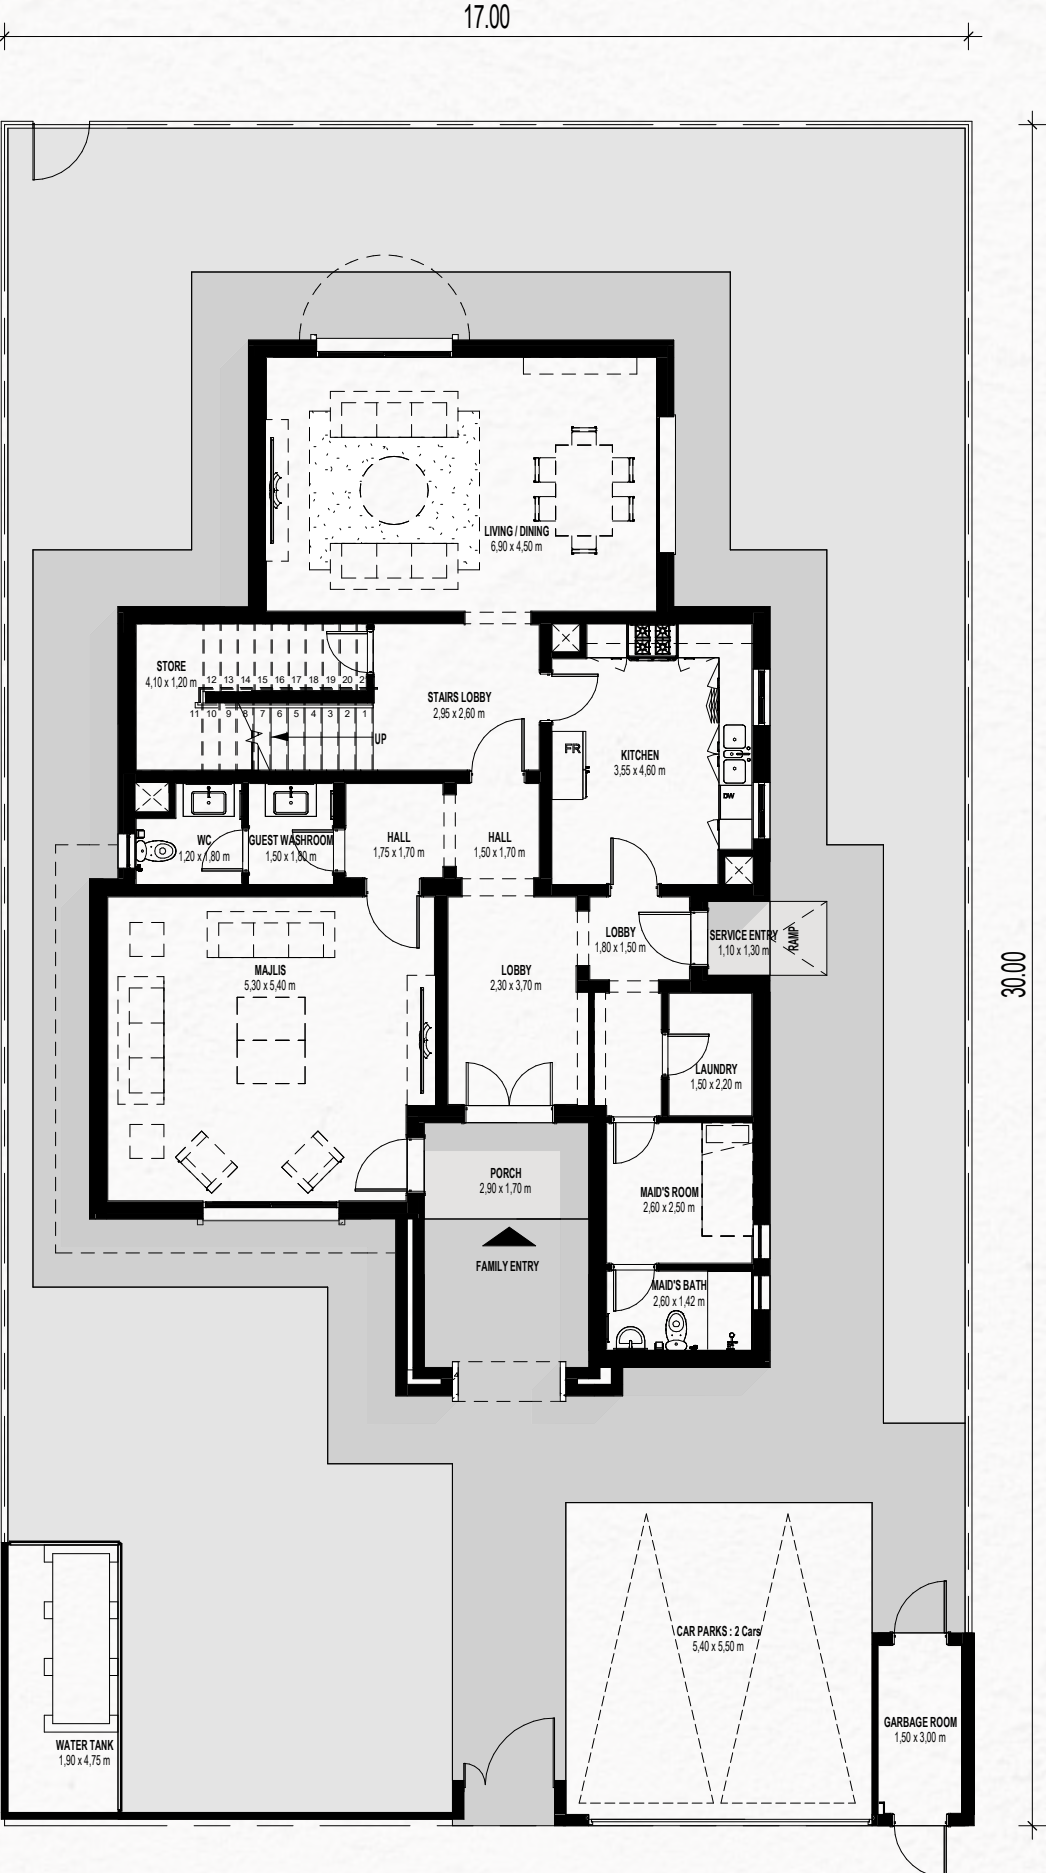 17.00
30.00
LIVING / DINING
6,90 x 4,50 m
STORE
4,10 x 1,20 m
12 13 14 15 16 17 18 19 20 2
11 10 9 8 7 6 5 4 3 2 1
UP
STAIRS LOBBY
2,95 x 2,60 m
FR
KITCHEN
3,55 x 4,60 m
DW
WC
1,20 x 1,80 m
GUEST WASHROOM
1,50 x 1,80 m
HALL
1,75 x 1,70 m
HALL
1,50 x 1,70 m
LOBBY
1,80 x 1,50 m
SERVICE ENTRY
1,10 x 1,30 m
RAMP
MAJLIS
5,30 x 5,40 m
LOBBY
2,30 x 3,70 m
LAUNDRY
1,50 x 2,20 m
PORCH
2,90 x 1,70 m
MAID'S ROOM
2,60 x 2,50 m
FAMILY ENTRY
MAID'S BATH
2,60 x 1,42 m
CAR PARKS : 2 Cars
5,40 x 5,50 m
WATER TANK
1,90 x 4,75 m
GARBAGE ROOM
1,50 x 3,00 m